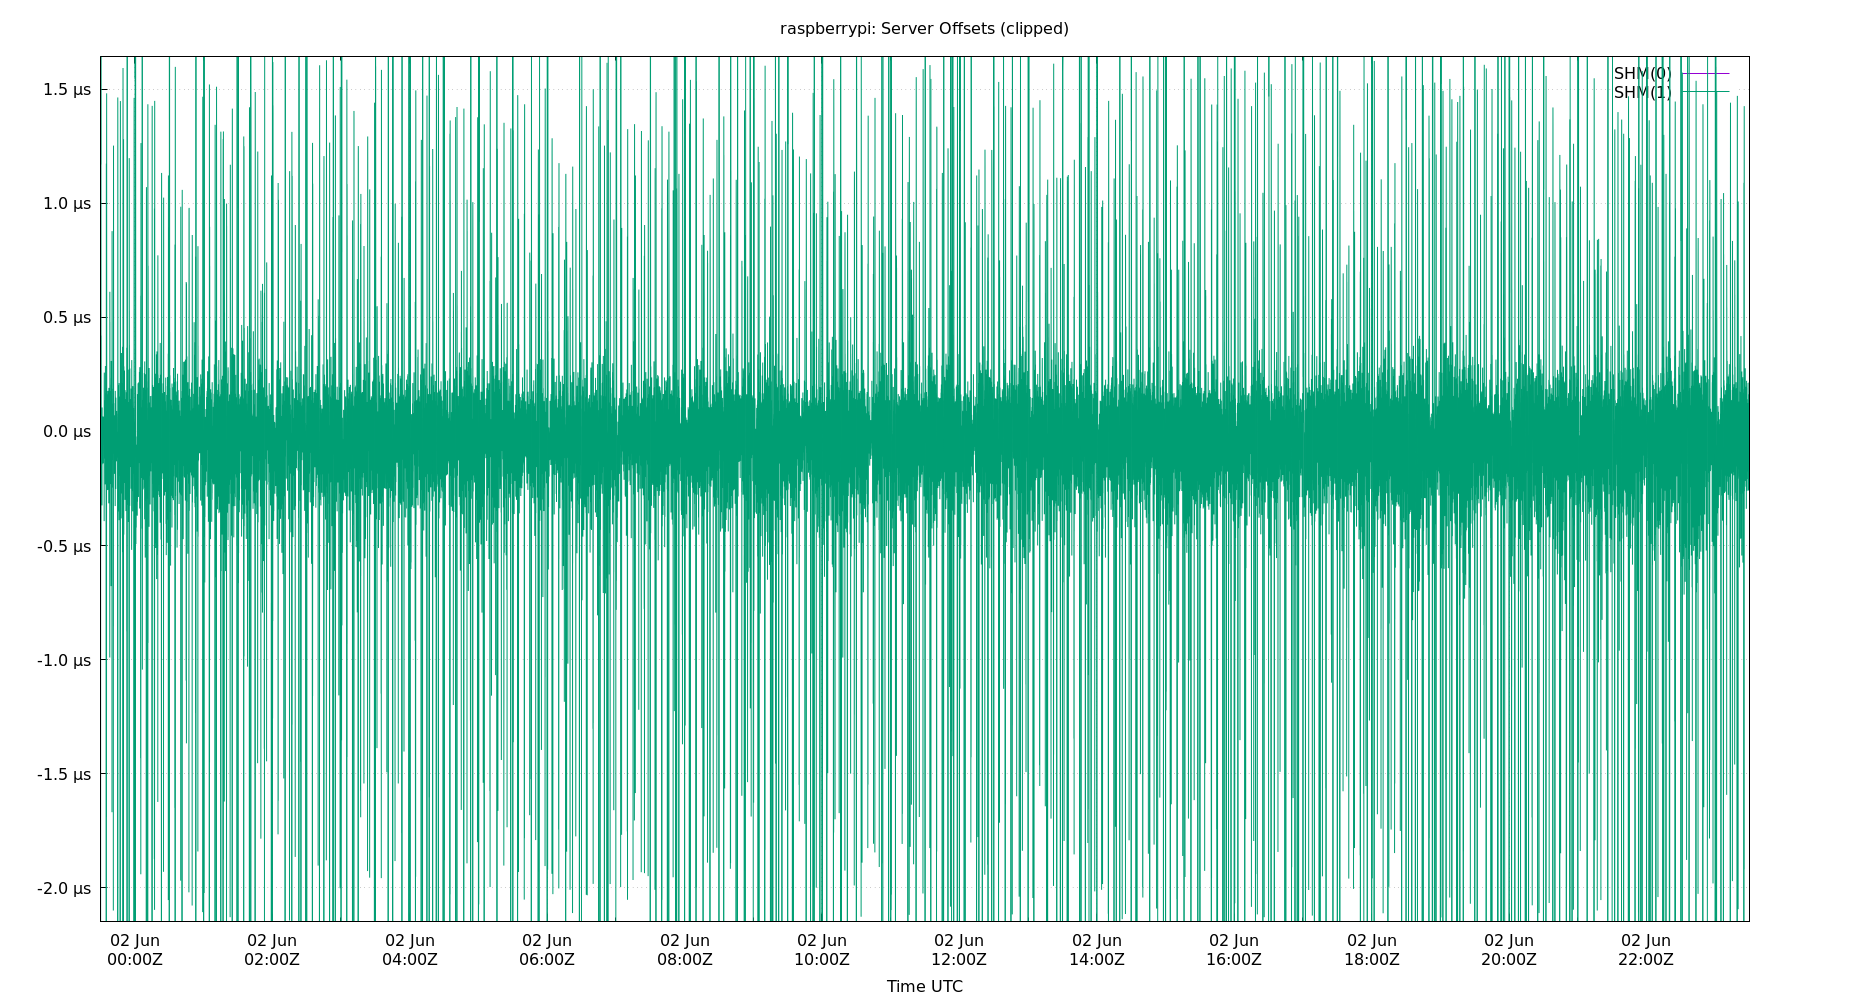 raspberrypi: Server Offsets (clipped)
SHM(0)
SHM(1)
1.5 µs
1.0 µs
0.5 µs
0.0 µs
-0.5 µs
-1.0 µs
-1.5 µs
-2.0 µs
02 Jun 02 Jun 02 Jun 02 Jun 02 Jun 02 Jun 02 Jun 02 Jun 02 Jun 02 Jun 02 Jun 02 Jun
00:00Z 02:00Z 04:00Z 06:00Z 08:00Z 10:00Z 12:00Z 14:00Z 16:00Z 18:00Z 20:00Z 22:00Z
Time UTC